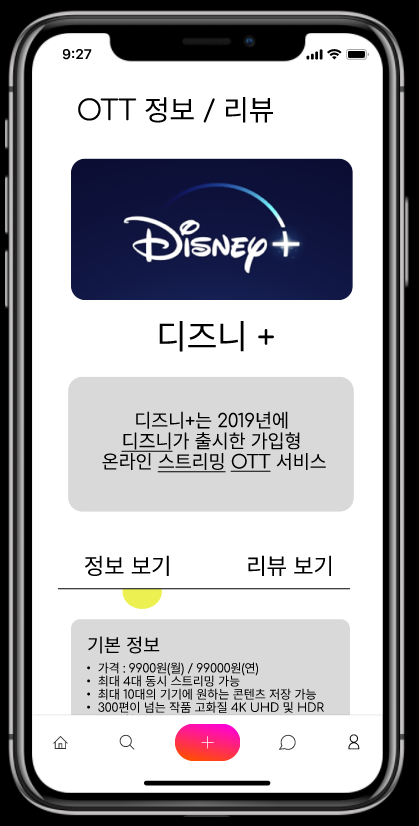 9:27
OTT 정보 / 리뷰
Disney+
디즈니 +
디즈니+는 2019년에
디즈니가 출시한 가입형
온라인 스트리밍 OTT 서비스
정보 보기
리뷰 보기
기본 정보
• 가격 : 9900원(월) / 99000원(연)
• 최대 4대 동시 스트리밍 가능
• 최대 10대의 기기에 원하는 콘텐츠 저장 가능
• 300편이 넘는 작품 고화질 4K UHD 및 HDR